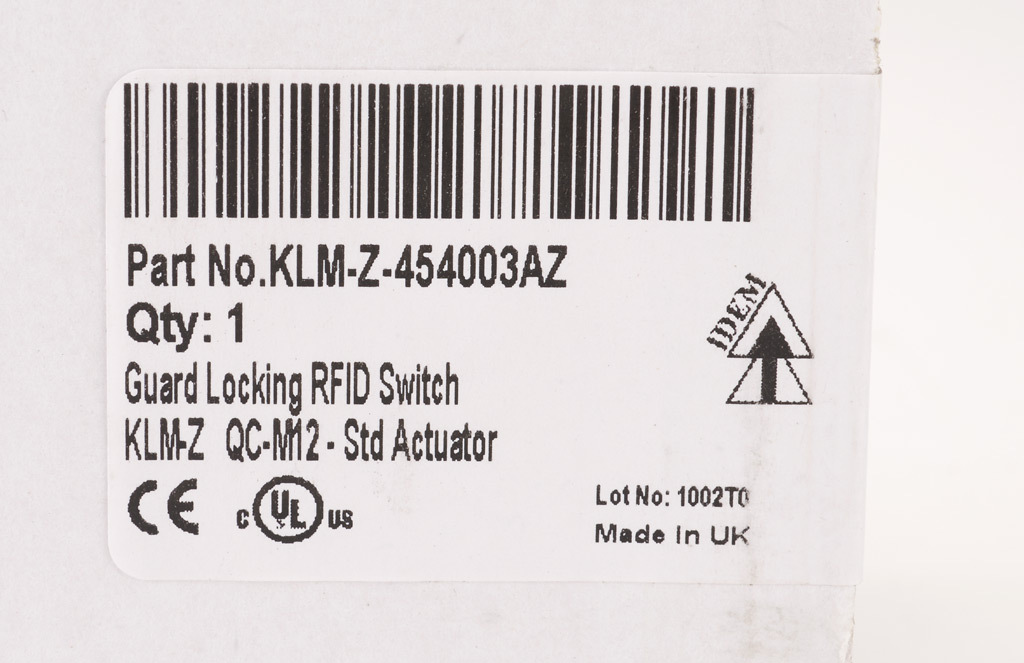 Part No.KLM-Z-454003AZ
Qty: 1
Guard Locking RFID Switch
KLM-Z QC-M12 - Std Actuator
IDEM
CE
C UL US
Lot No: 1002T0
Made In UK